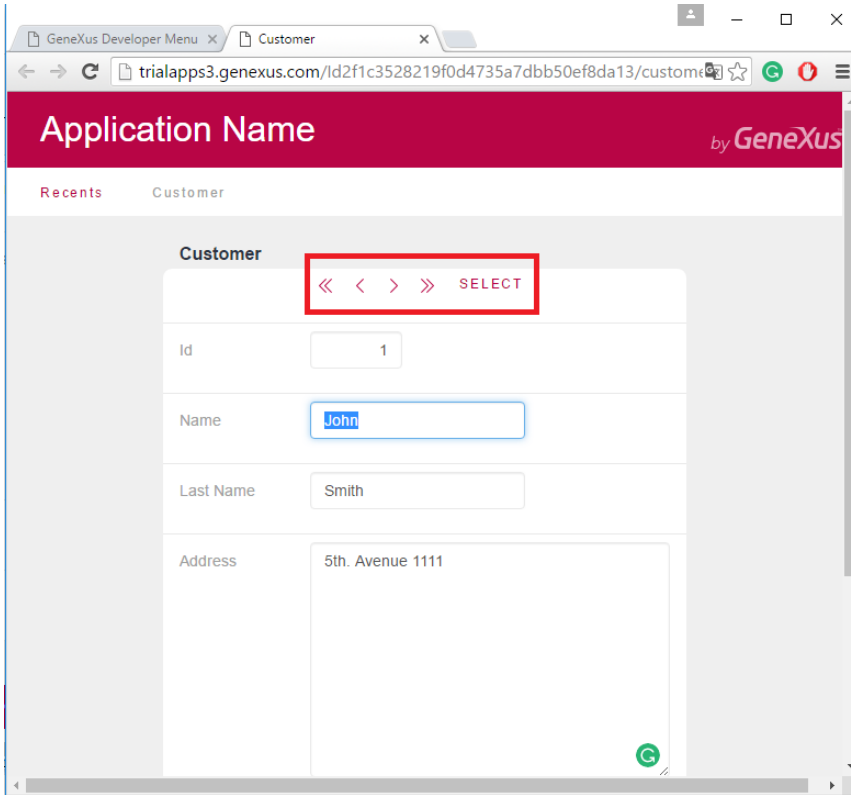 GeneXus Developer Menu
Customer
trialapps3.genexus.com/Id2f1c3528219f0d4735a7dbb50ef8da13/custome
Application Name
by GeneXus
Recents Customer
Customer
SELECT
Id 1
Name John
Last Name Smith
Address 5th. Avenue 1111